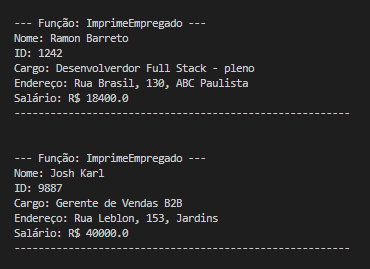 --- Função: ImprimeEmpregado ---
Nome: Ramon Barreto
ID: 1242
Cargo: Desenvolverdor Full Stack - pleno
Endereço: Rua Brasil, 130, ABC Paulista
Salário: R$ 18400.0
--------------------------------------------------------
--- Função: ImprimeEmpregado ---
Nome: Josh Karl
ID: 9887
Cargo: Gerente de Vendas B2B
Endereço: Rua Leblon, 153, Jardins
Salário: R$ 40000.0
--------------------------------------------------------